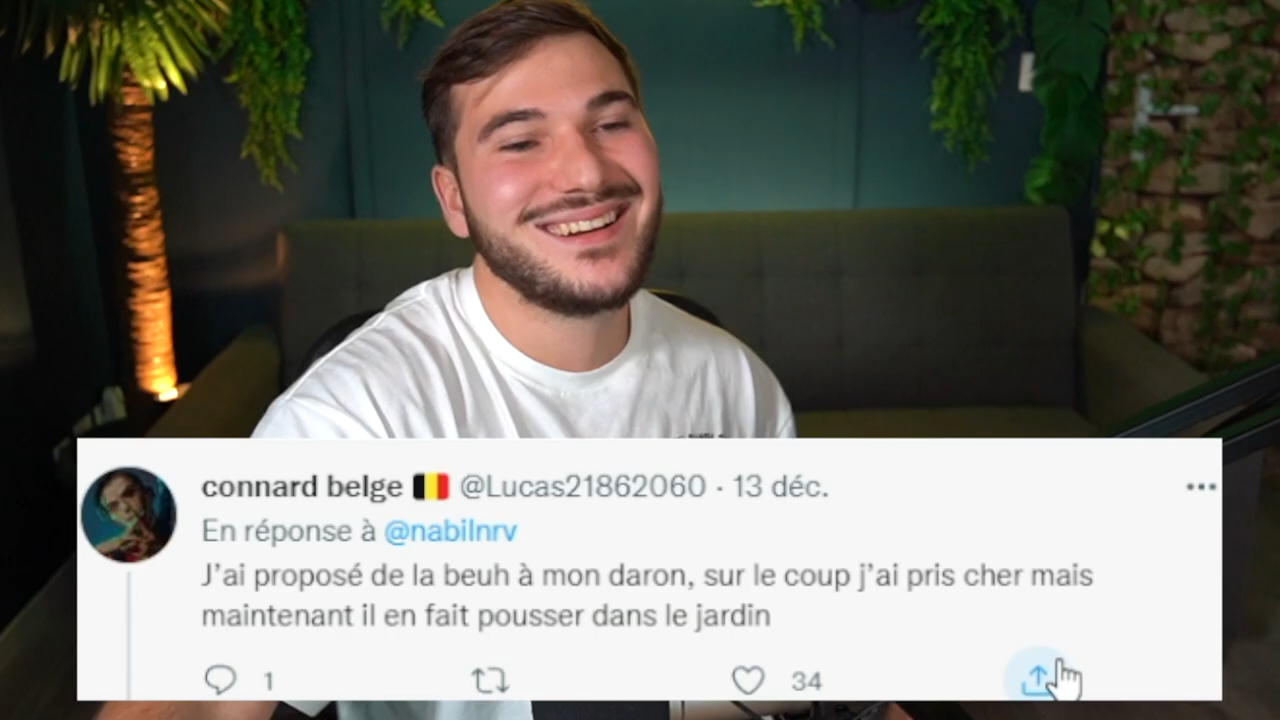 connard belge 🇧🇪 @Lucas21862060 · 13 déc.
En réponse à @nabilnrv
J'ai proposé de la beuh à mon daron, sur le coup j'ai pris cher mais
maintenant il en fait pousser dans le jardin
1 34